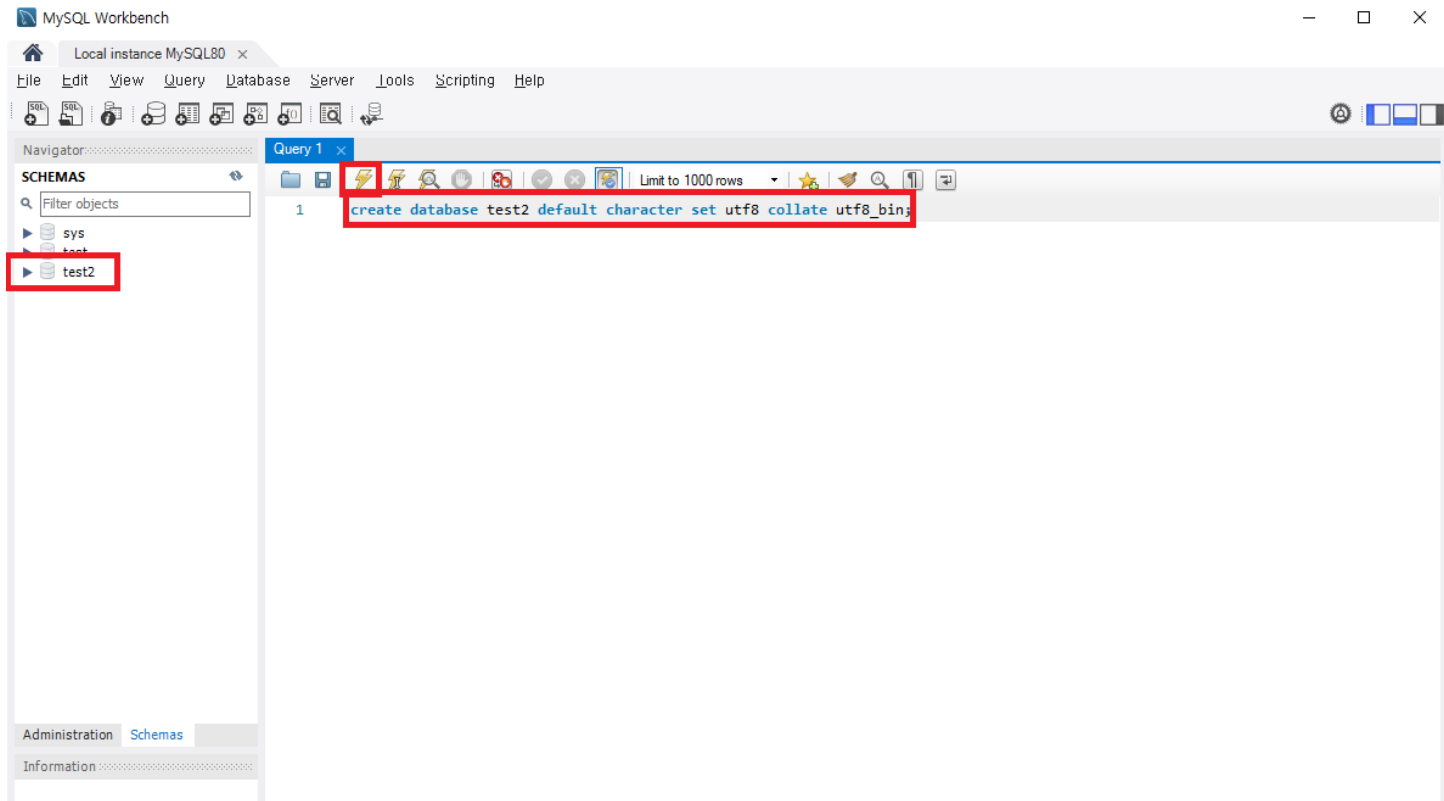 MySQL Workbench
Local instance MySQL80
File Edit View Query Database Server Tools Scripting Help
Navigator
Query 1
SCHEMAS
Limit to 1000 rows
Filter objects
1 create database test2 default character set utf8 collate utf8_bin;
sys
test
test2
Administration Schemas
Information